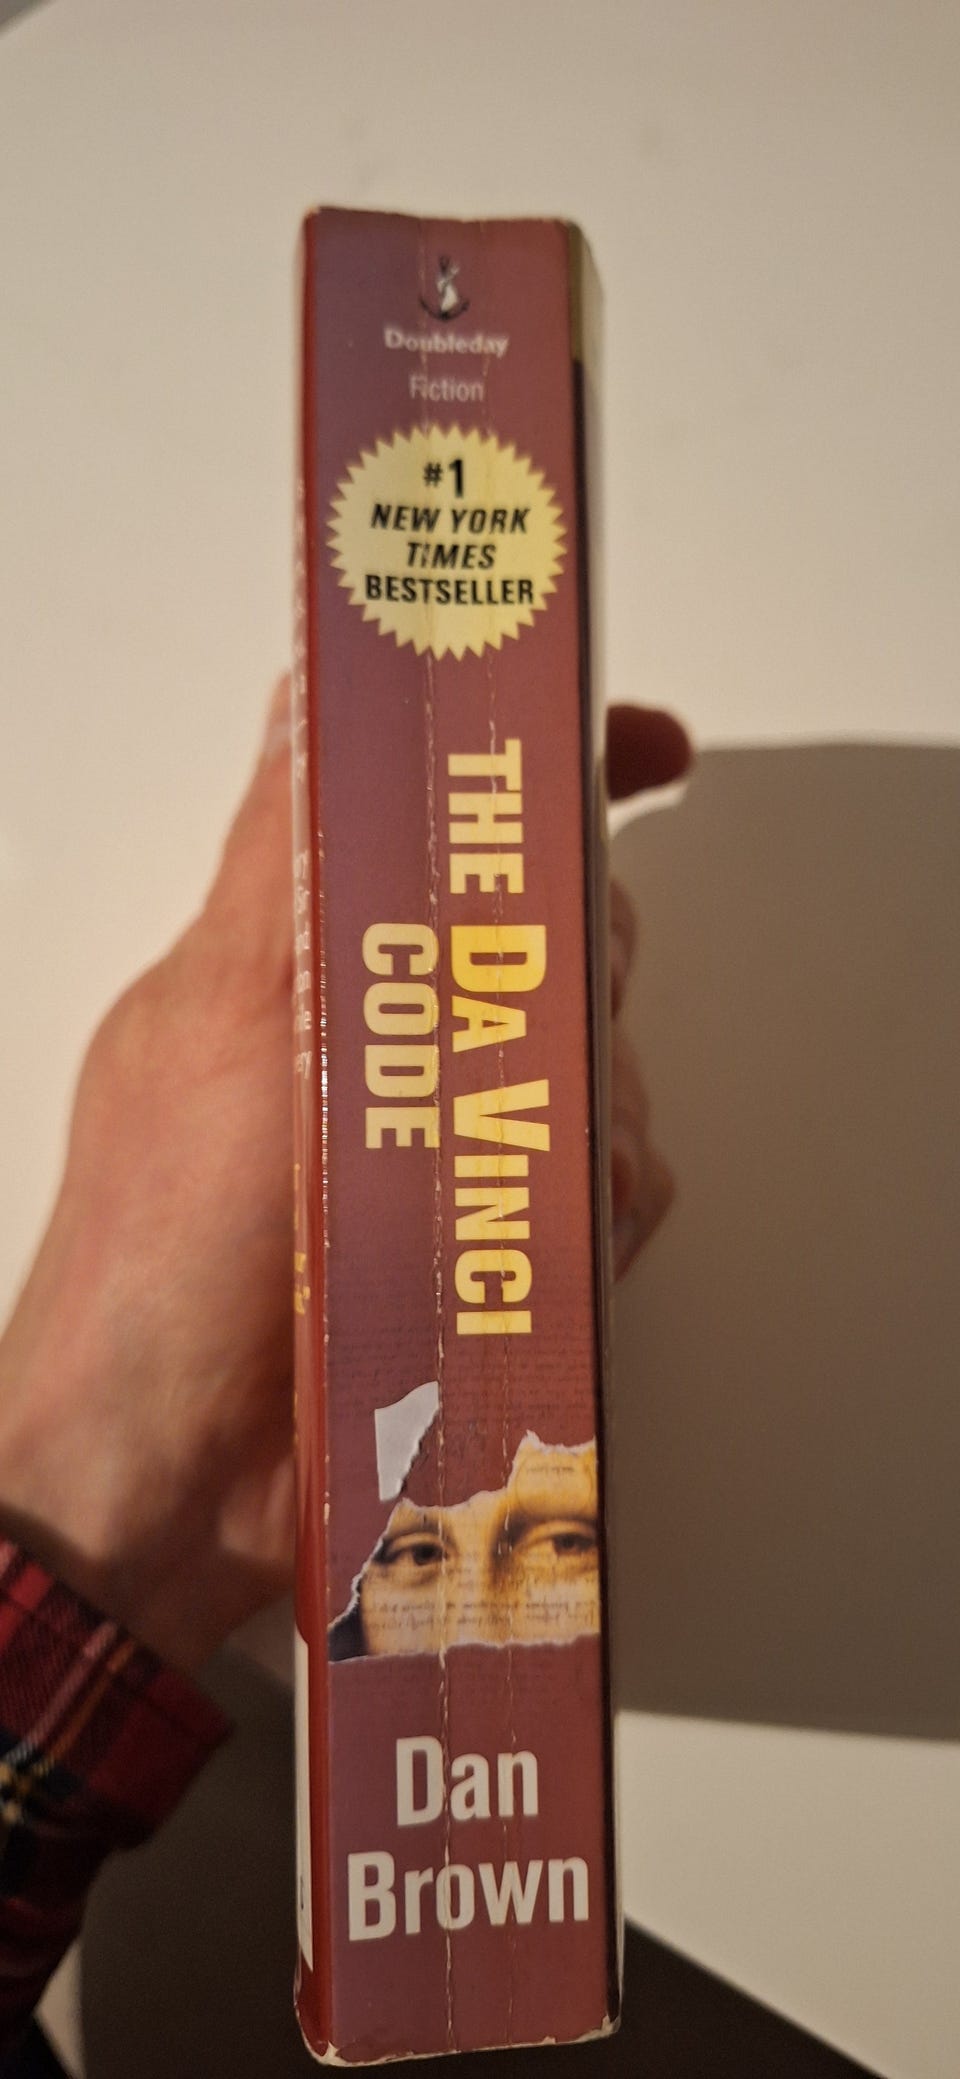 Doubleday
Fiction
#1
NEW YORK
TIMES
BESTSELLER
THE DA VINCI
CODE
Dan
Brown